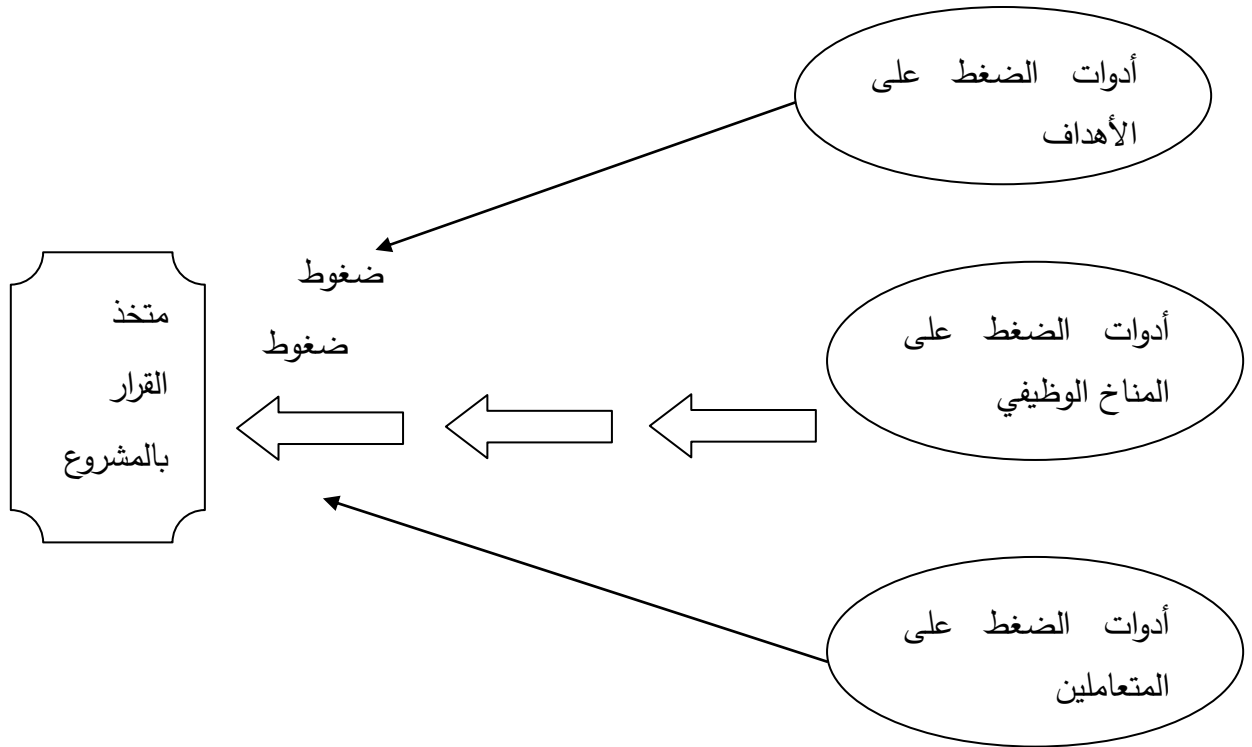 أدوات الضغط على
الأهداف
ضغوط
ضغوط
متخذ
القرار
بالمشروع
أدوات الضغط على
المناخ الوظيفي
أدوات الضغط على
المتعاملين